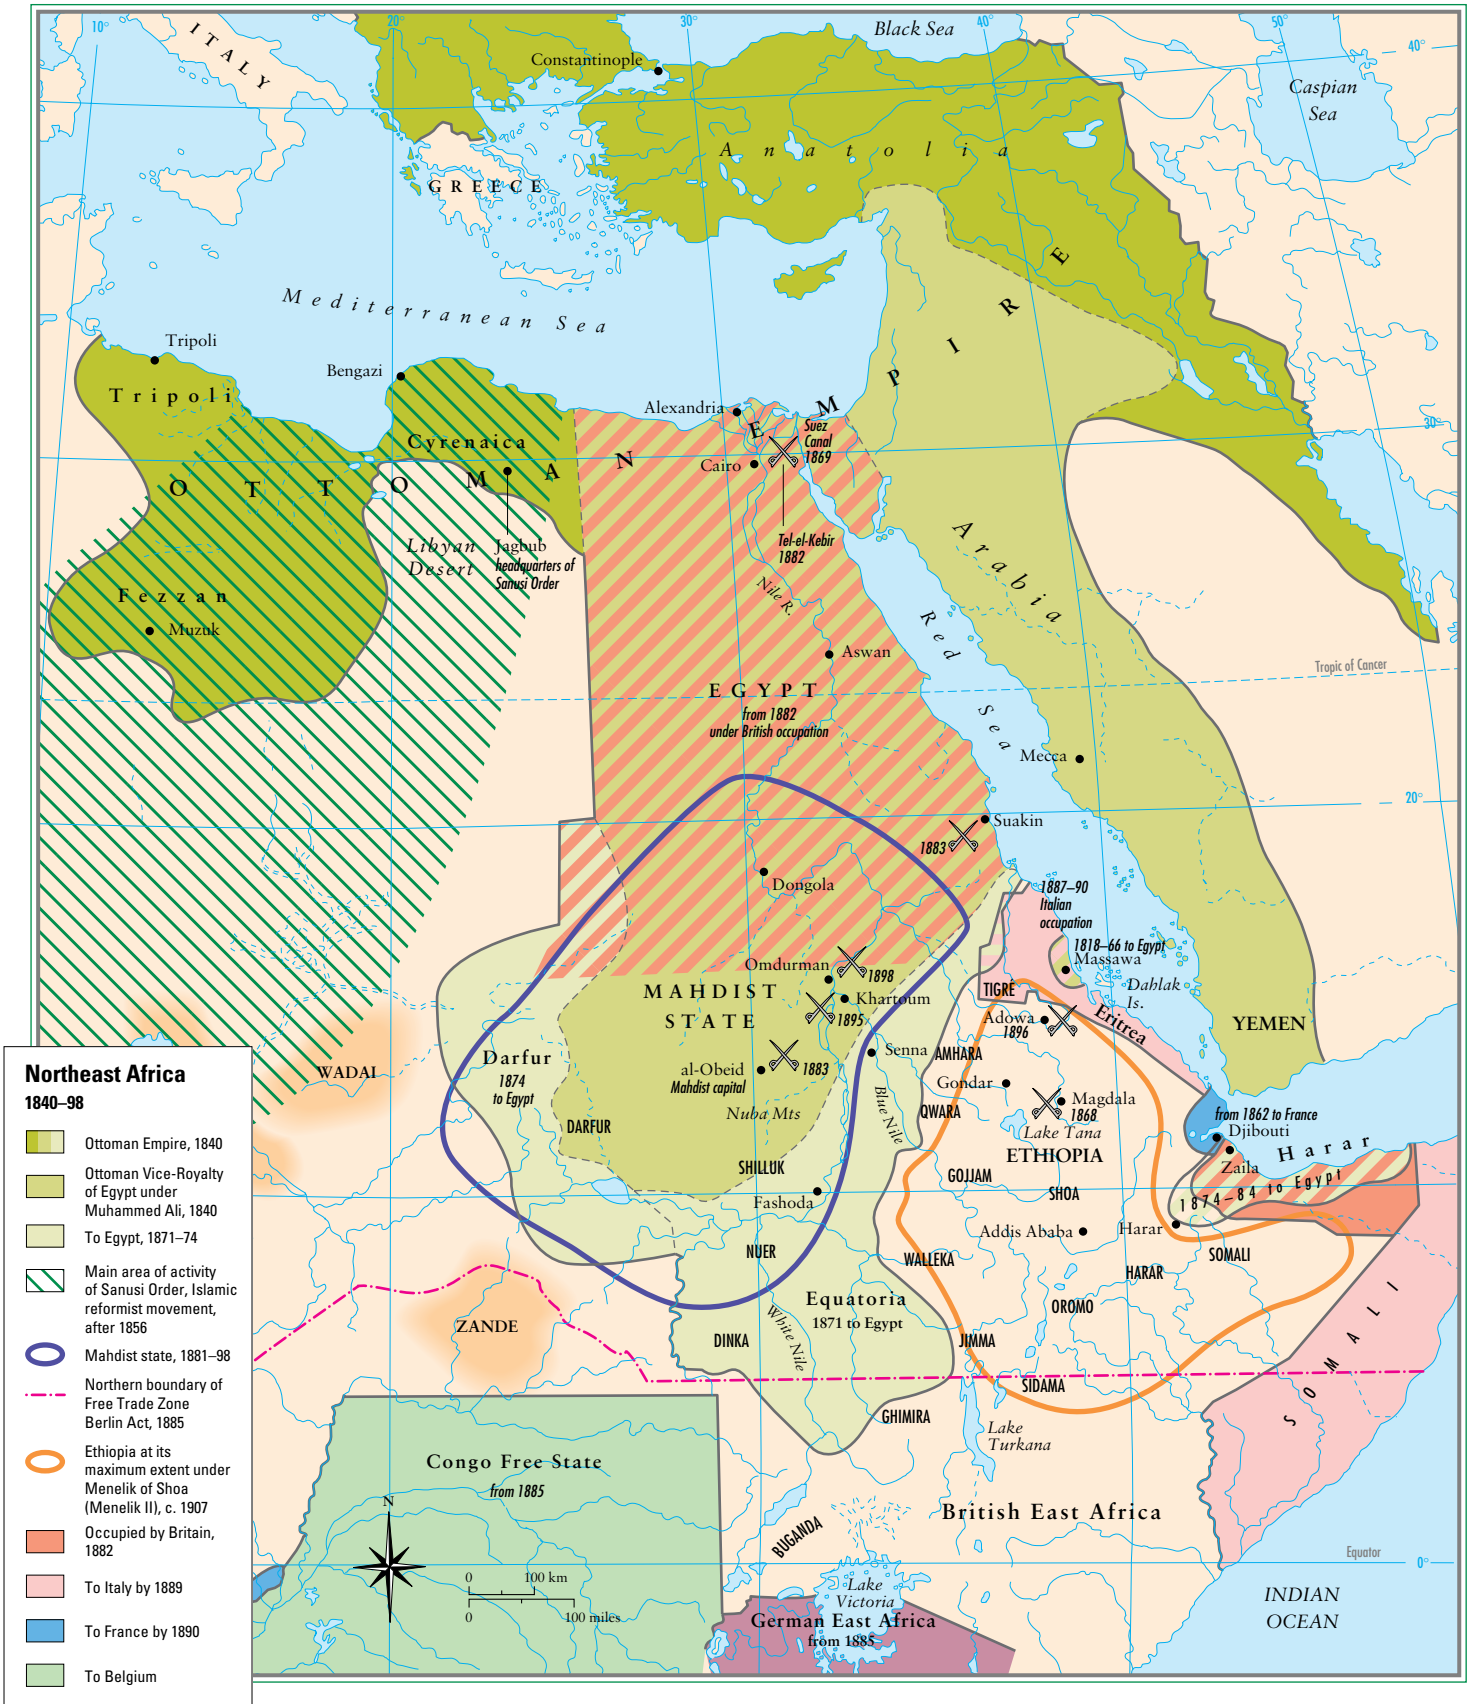 10°
20°
30°
40°
50°
40°
ITALY
Black Sea
Constantinople
Caspian
Sea
Anatolia
GREECE
Mediterranean Sea
Tripoli
Tripoli
Bengazi
Cyrenaica
Alexandria
OTTOMAN EMPIRE
Suez
Canal
1869
Cairo
30°
Tel-el-Kebir
1882
Libyan
Desert
Jagbub
headquarters of
Sanusi Order
Arabia
Nile R.
Fezzan
Muzuk
Red Sea
Aswan
Tropic of Cancer
EGYPT
from 1882
under British occupation
Mecca
20°
Suakin
1883
Dongola
1887–90
Italian
occupation
1818–66 to Egypt
Massawa
Omdurman
1898
Dahlak
Is.
MAHDIST
STATE
Khartoum
1895
TIGRÉ
Adowa
1896
Eritrea
YEMEN
Senna
AMHARA
Darfur
1874
to Egypt
al-Obeid
Mahdist capital
1883
WADAI
Gondar
Magdala
1868
Nuba Mts
Blue Nile
QWARA
Lake Tana
from 1862 to France
Djibouti
DARFUR
ETHIOPIA
Harar
Zaila
SHILLUK
GOJJAM
1874–84 to Egypt
Fashoda
SHOA
Addis Ababa
Harar
NUER
WALLEKA
SOMALI
HARAR
Equatoria
1871 to Egypt
OROMO
ZANDE
White Nile
DINKA
JIMMA
SOMALI
SIDAMA
GHIMIRA
Lake
Turkana
Congo Free State
from 1885
British East Africa
BUGANDA
N
Equator
0°
0
100 km
0
100 miles
Lake
Victoria
German East Africa
from 1885
INDIAN
OCEAN
Northeast Africa
1840–98
Ottoman Empire, 1840
Ottoman Vice-Royalty
of Egypt under
Muhammed Ali, 1840
To Egypt, 1871–74
Main area of activity
of Sanusi Order, Islamic
reformist movement,
after 1856
Mahdist state, 1881–98
Northern boundary of
Free Trade Zone
Berlin Act, 1885
Ethiopia at its
maximum extent under
Menelik of Shoa
(Menelik II), c. 1907
Occupied by Britain,
1882
To Italy by 1889
To France by 1890
To Belgium